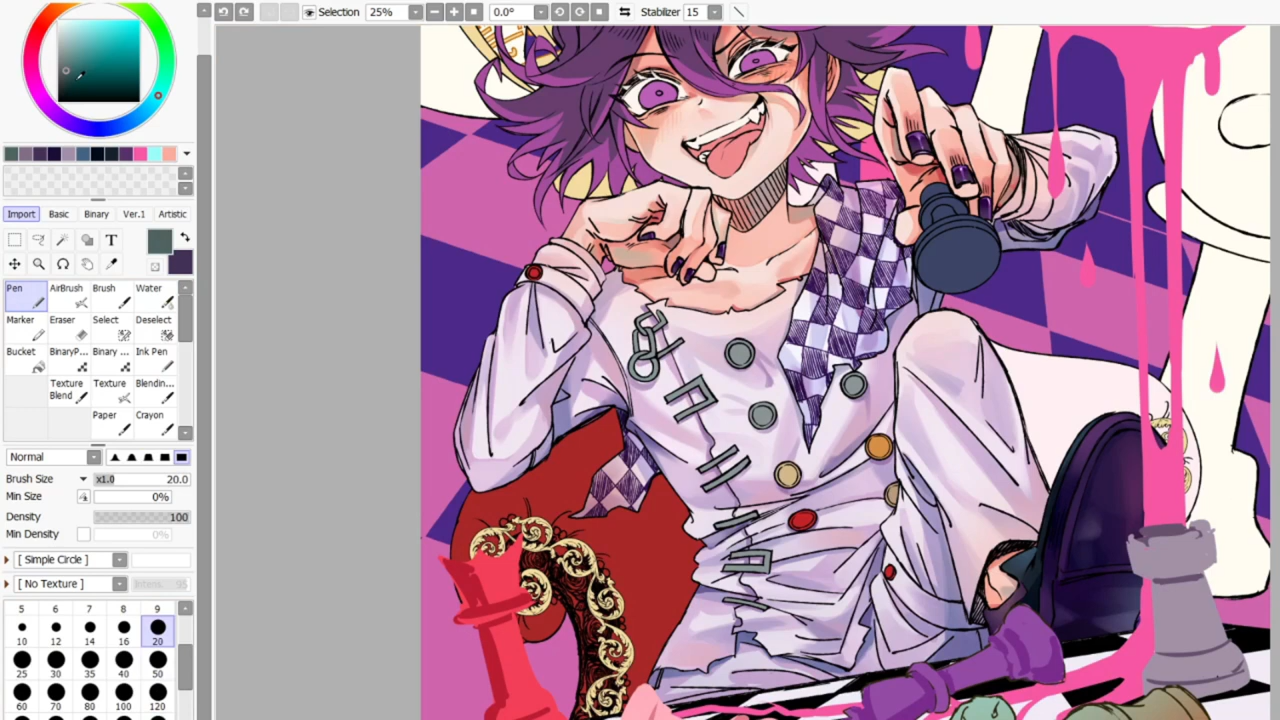 Selection 25% 0.0° Stabilizer 15
Import Basic Binary Ver.1 Artistic
T
Pen AirBrush Brush Water
Marker Eraser Select Deselect
Bucket BinaryP... Binary ... Ink Pen
Texture Blend Texture Blendin...
Paper Crayon
Normal
Brush Size x1.0 20.0
Min Size 0%
Density 100
Min Density 0%
[ Simple Circle ]
[ No Texture ] Intens. 95
5 6 7 8 9
10 12 14 16 20
25 30 35 40 50
60 70 80 100 120